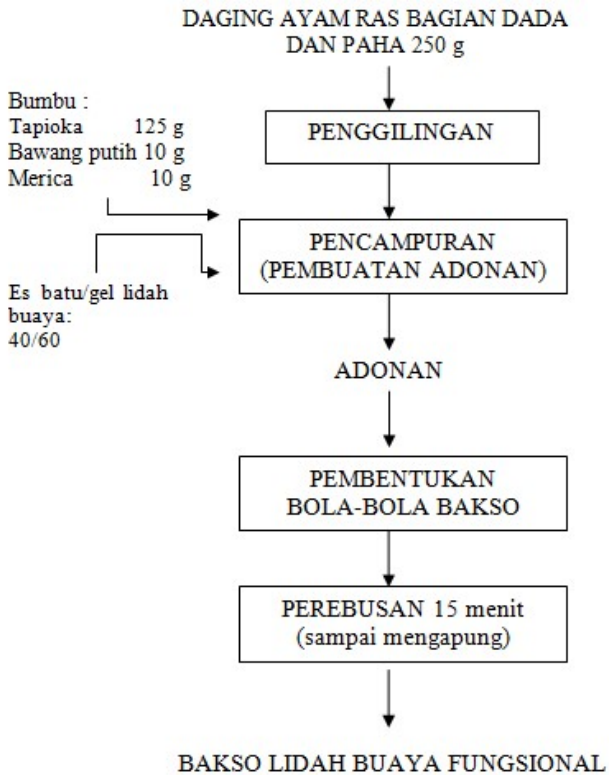 DAGING AYAM RAS BAGIAN DADA
DAN PAHA 250 g
Bumbu :
Tapioka 125 g
Bawang putih 10 g
Merica 10 g
PENGGILINGAN
PENCAMPURAN
(PEMBUATAN ADONAN)
Es batu/gel lidah
buaya:
40/60
ADONAN
PEMBENTUKAN
BOLA-BOLA BAKSO
PEREBUSAN 15 menit
(sampai mengapung)
BAKSO LIDAH BUAYA FUNGSIONAL